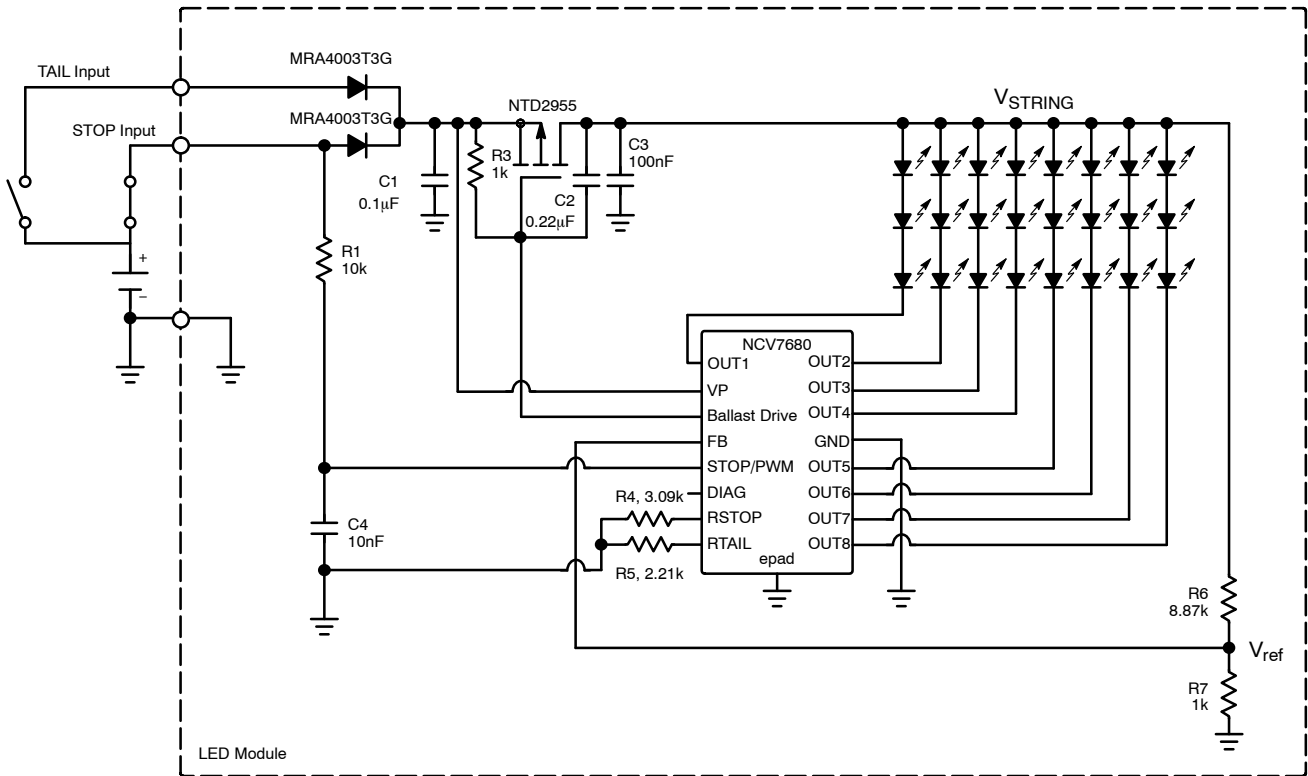 MRA4003T3G
TAIL Input
NTD2955
VSTRING
MRA4003T3G
STOP Input
R3
1k
C3
100nF
C1
0.1μF
C2
0.22μF
R1
10k
+
−
NCV7680
OUT1
OUT2
VP
OUT3
Ballast Drive
OUT4
FB
GND
STOP/PWM
OUT5
DIAG
OUT6
R4, 3.09k
RSTOP
OUT7
RTAIL
OUT8
epad
R5, 2.21k
C4
10nF
R6
8.87k
Vref
R7
1k
LED Module